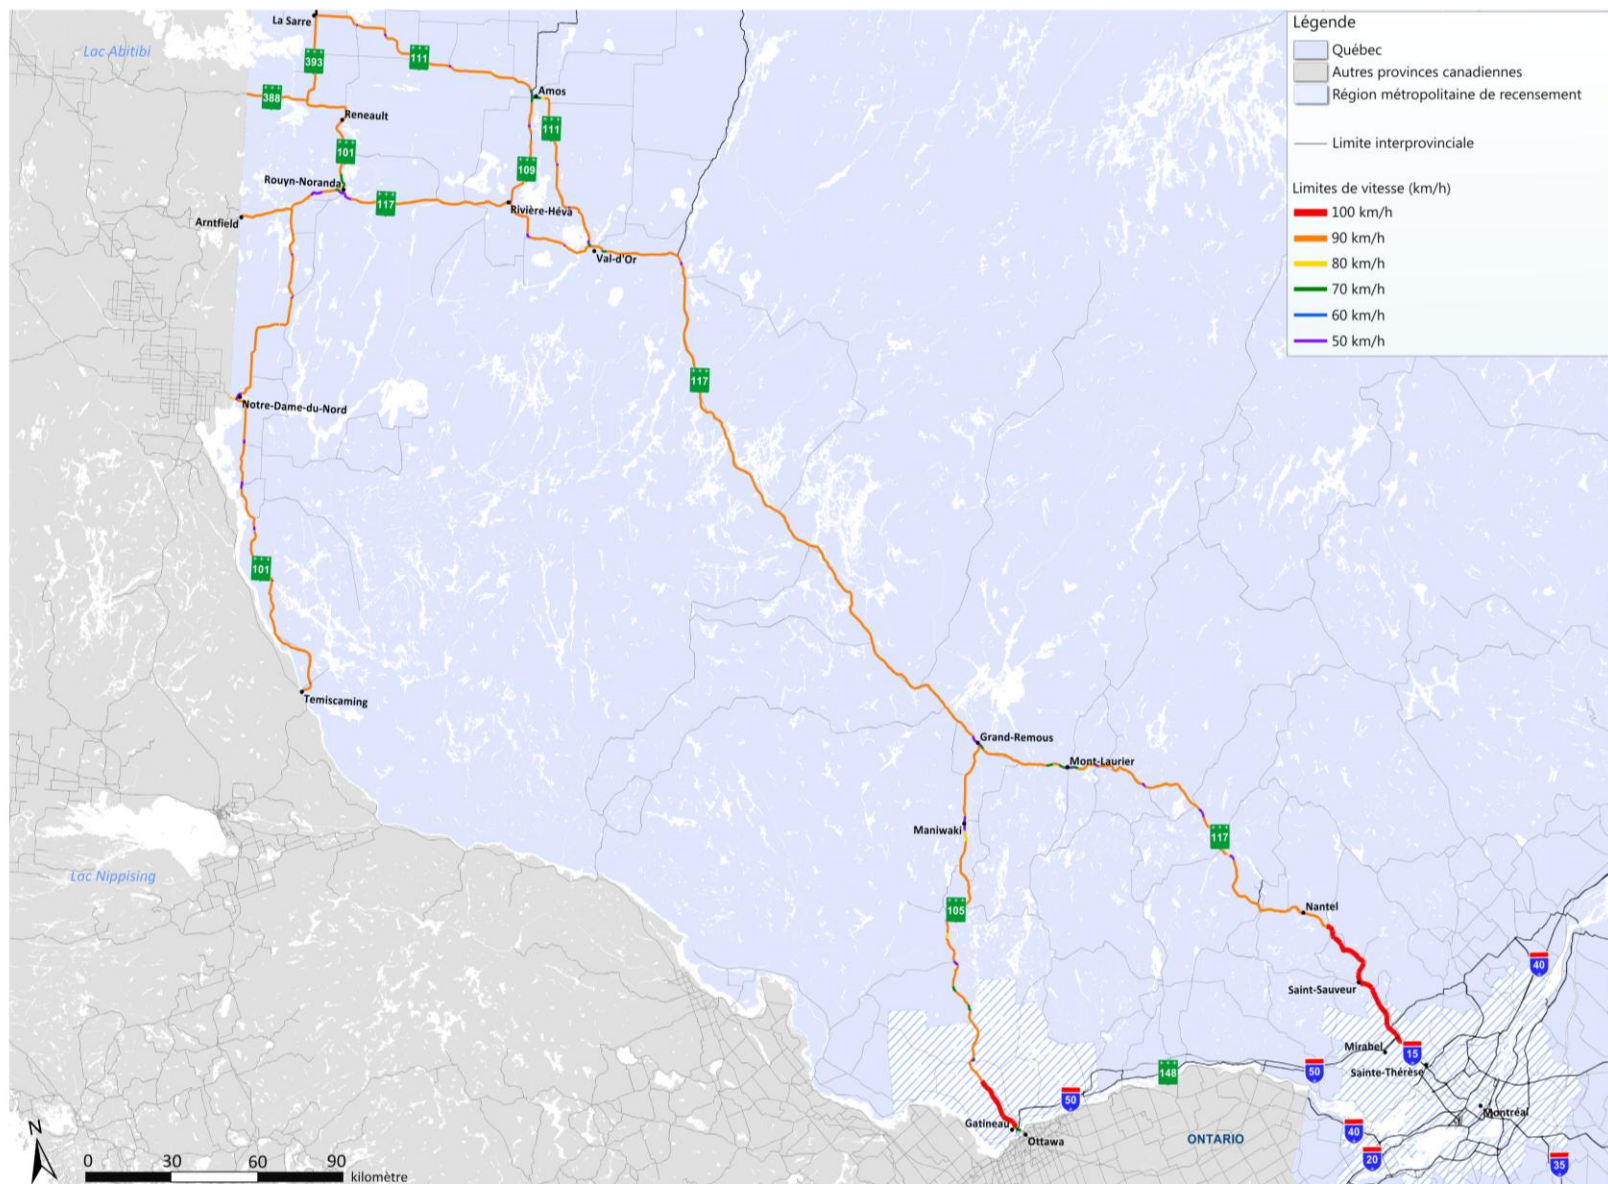 Légende
Québec
Autres provinces canadiennes
Région métropolitaine de recensement
Limite interprovinciale
Limites de vitesse (km/h)
100 km/h
90 km/h
80 km/h
70 km/h
60 km/h
50 km/h
La Sarre
Lac Abitibi
393
111
388
Amos
Reneault
111
101
109
Rouyn-Noranda
117
Rivière-Héva
Arntfield
Val-d'Or
117
Notre-Dame-du-Nord
101
Temiscaming
Grand-Remous
Mont-Laurier
Maniwaki
117
Lac Nippising
105
Nantel
40
Saint-Sauveur
Mirabel
15
50
148
Sainte-Thérèse
50
Montréal
Gatineau
Ottawa
ONTARIO
40
20
35
N
0 30 60 90
kilomètre